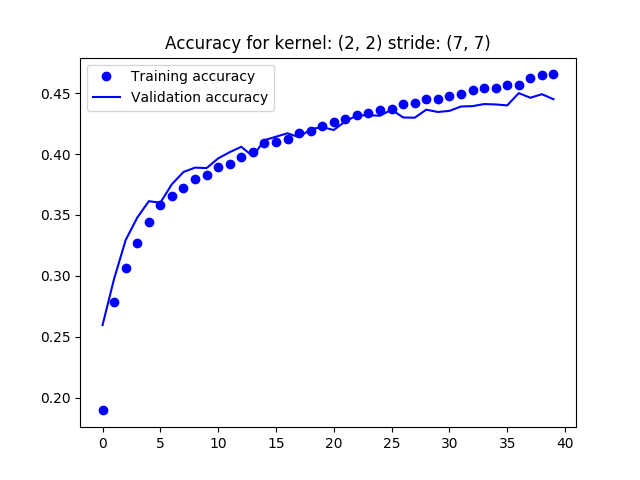 Accuracy for kernel: (2, 2) stride: (7, 7)
Training accuracy
Validation accuracy
0.45
0.40
0.35
0.30
0.25
0.20
0 5 10 15 20 25 30 35 40